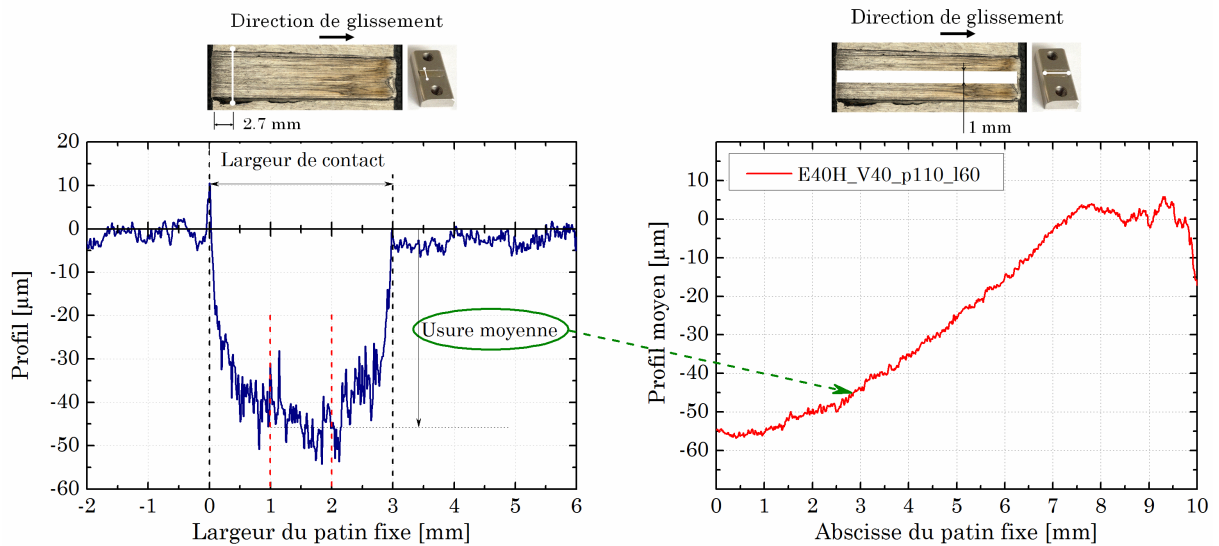 Direction de glissement
2.7 mm
20
10
0
-10
-20
-30
-40
-50
-60
Profil [µm]
Largeur de contact
Usure moyenne
-2 -1 0 1 2 3 4 5 6
Largeur du patin fixe [mm]
Direction de glissement
1 mm
20
10
0
-10
-20
-30
-40
-50
-60
Profil moyen [µm]
E40H_V40_p110_l60
0 1 2 3 4 5 6 7 8 9 10
Abscisse du patin fixe [mm]